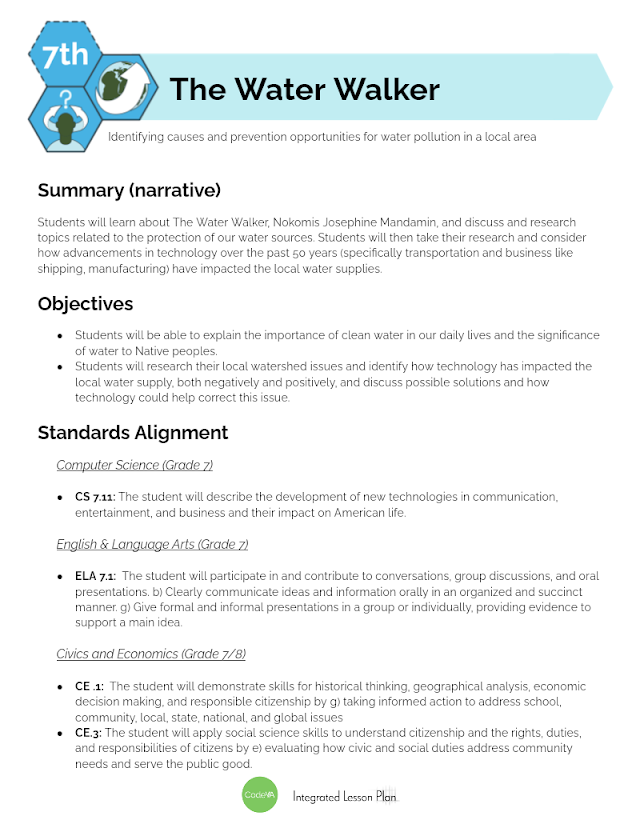 7th
The Water Walker
?
Identifying causes and prevention opportunities for water pollution in a local area
Summary (narrative)
Students will learn about The Water Walker, Nokomis Josephine Mandamin, and discuss and research
topics related to the protection of our water sources. Students will then take their research and consider
how advancements in technology over the past 50 years (specifically transportation and business like
shipping, manufacturing) have impacted the local water supplies.
Objectives
● Students will be able to explain the importance of clean water in our daily lives and the significance
of water to Native peoples.
● Students will research their local watershed issues and identify how technology has impacted the
local water supply, both negatively and positively, and discuss possible solutions and how
technology could help correct this issue.
Standards Alignment
Computer Science (Grade 7)
● CS 7.11: The student will describe the development of new technologies in communication,
entertainment, and business and their impact on American life.
English & Language Arts (Grade 7)
● ELA 7.1: The student will participate in and contribute to conversations, group discussions, and oral
presentations. b) Clearly communicate ideas and information orally in an organized and succinct
manner. g) Give formal and informal presentations in a group or individually, providing evidence to
support a main idea.
Civics and Economics (Grade 7/8)
● CE .1: The student will demonstrate skills for historical thinking, geographical analysis, economic
decision making, and responsible citizenship by g) taking informed action to address school,
community, local, state, national, and global issues
● CE.3: The student will apply social science skills to understand citizenship and the rights, duties,
and responsibilities of citizens by e) evaluating how civic and social duties address community
needs and serve the public good.
CodeVA
Integrated Lesson Plan